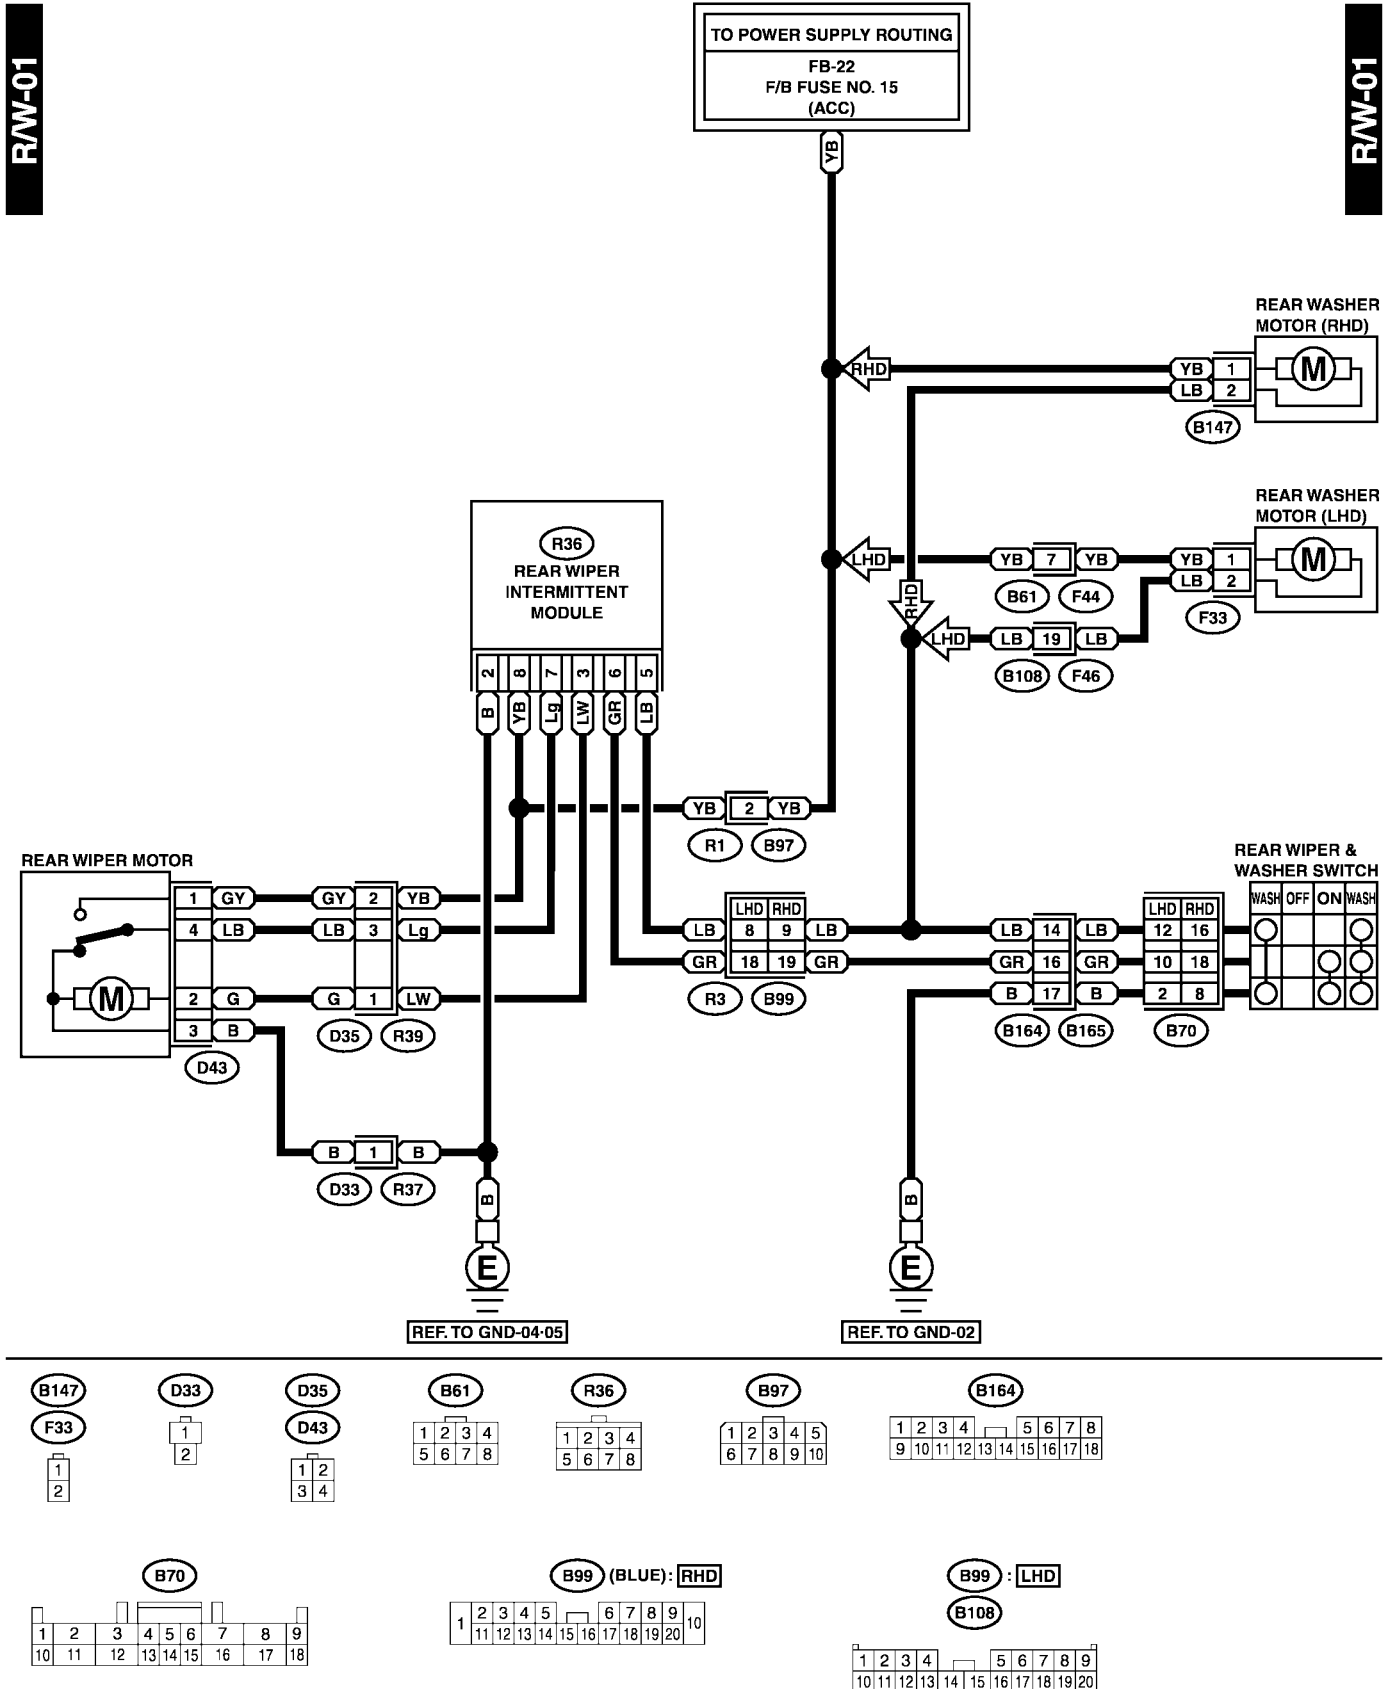 R/W-01
R/W-01
TO POWER SUPPLY ROUTING
FB-22
F/B FUSE NO. 15
(ACC)
YB
REAR WASHER
MOTOR (RHD)
RHD
YB 1 M
LB 2
B147
REAR WASHER
MOTOR (LHD)
LHD YB 7 YB YB 1 M
LB 2
B61 F44
F33
RHD
LHD LB 19 LB
B108 F46
R36
REAR WIPER
INTERMITTENT
MODULE
2 8 7 3 6 5
B YB Lg LW GR LB
YB 2 YB
R1 B97
REAR WIPER MOTOR
1 GY GY 2 YB
4 LB LB 3 Lg
M 2 G G 1 LW
3 B
D35 R39
D43
B 1 B
D33 R37
B
E
REF. TO GND-04·05
LHD RHD
LB 8 9 LB
GR 18 19 GR
R3 B99
REAR WIPER &
WASHER SWITCH
WASH OFF ON WASH
LHD RHD
LB 14 LB 12 16
GR 16 GR 10 18
B 17 B 2 8
B164 B165 B70
B
E
REF. TO GND-02
B147
F33
1
2
D33
1
2
D35
D43
1 2
3 4
B61
1 2 3 4
5 6 7 8
R36
1 2 3 4
5 6 7 8
B97
1 2 3 4 5
6 7 8 9 10
B164
1 2 3 4 5 6 7 8
9 10 11 12 13 14 15 16 17 18
B70
1 2 3 4 5 6 7 8 9
10 11 12 13 14 15 16 17 18
B99 (BLUE): RHD
1 2 3 4 5 6 7 8 9 10
11 12 13 14 15 16 17 18 19 20
B99 : LHD
B108
1 2 3 4 5 6 7 8 9
10 11 12 13 14 15 16 17 18 19 20